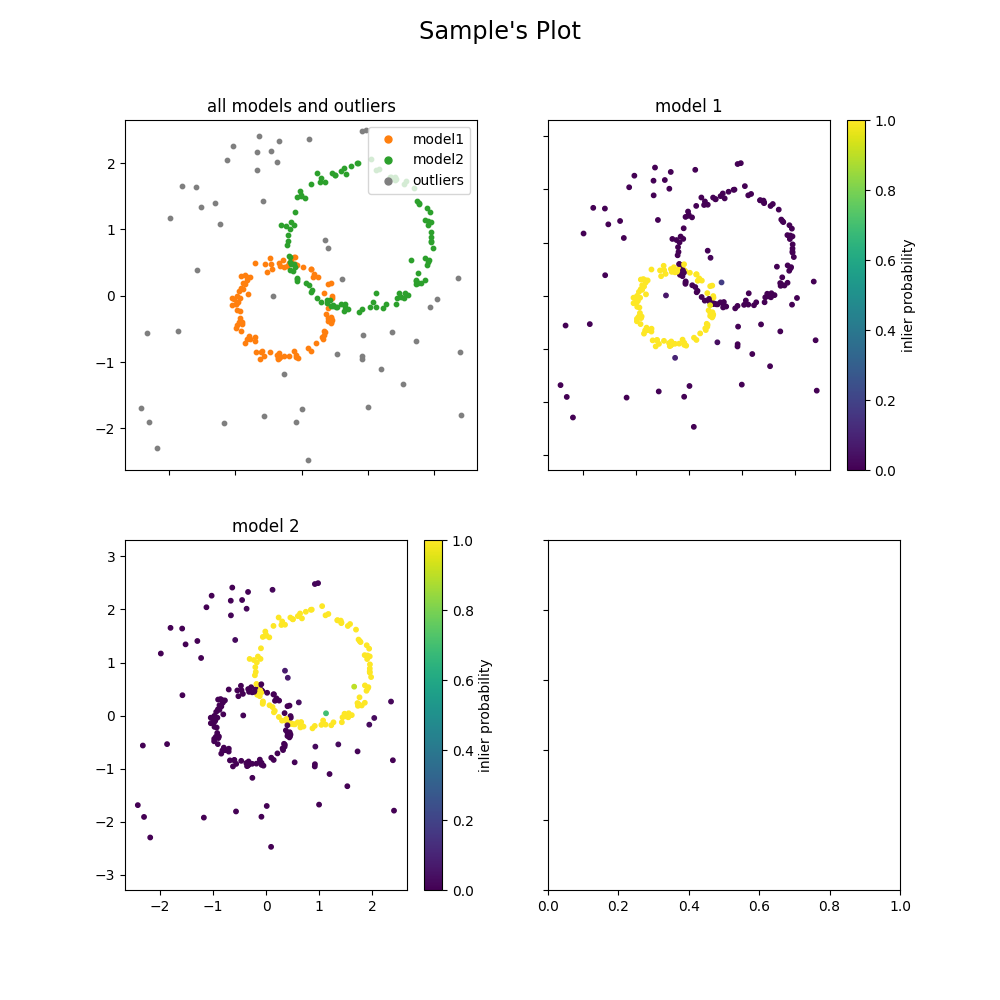 Sample's Plot
all models and outliers
model1
model2
outliers
2
1
0
−1
−2
model 1
1.0
0.8
0.6
0.4
0.2
0.0
inlier probability
model 2
3
2
1
0
−1
−2
−3
−2 −1 0 1 2
1.0
0.8
0.6
0.4
0.2
0.0
inlier probability
0.0 0.2 0.4 0.6 0.8 1.0